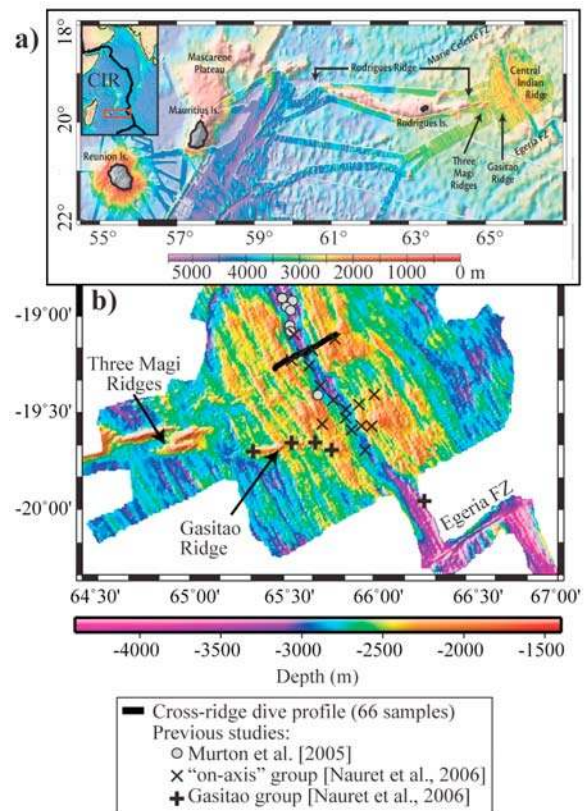 a)
18°
20°
22°
CIR
Mascarene
Plateau
Mauritius Is.
Reunion Is.
Rodrigues Ridge
Marie Celette FZ
Central
Indian
Ridge
Rodrigues Is.
Egeria FZ
Three
Magi
Ridges
Gasitao
Ridge
55° 57° 59° 61° 63° 65°
5000 4000 3000 2000 1000 0 m
b)
-19°00'
Three Magi
Ridges
-19°30'
-20°00'
Gasitao
Ridge
Egeria FZ
64°30' 65°00' 65°30' 66°00' 66°30' 67°00'
-4000 -3500 -3000 -2500 -2000 -1500
Depth (m)
Cross-ridge dive profile (66 samples)
Previous studies:
Murton et al. [2005]
"on-axis" group [Nauret et al., 2006]
Gasitao group [Nauret et al., 2006]